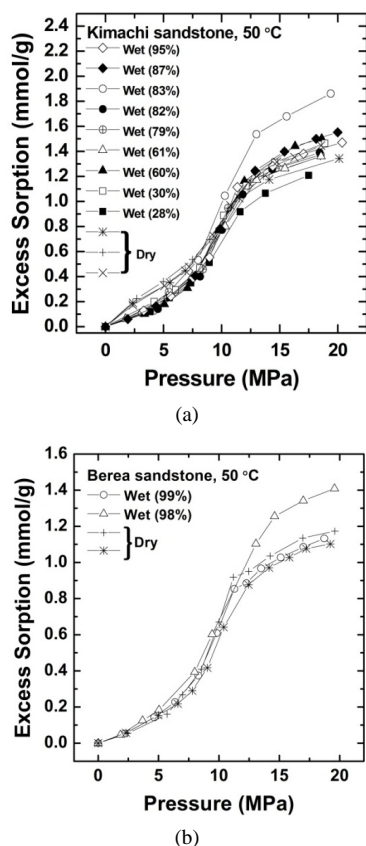 Kimachi sandstone, 50 °C
Wet (95%)
Wet (87%)
Wet (83%)
Wet (82%)
Wet (79%)
Wet (61%)
Wet (60%)
Wet (30%)
Wet (28%)
Dry
2.4
2.2
2.0
1.8
1.6
1.4
1.2
1.0
0.8
0.6
0.4
0.2
0.0
Excess Sorption (mmol/g)
0 5 10 15 20
Pressure (MPa)
(a)
Berea sandstone, 50 °C
Wet (99%)
Wet (98%)
Dry
1.6
1.4
1.2
1.0
0.8
0.6
0.4
0.2
0.0
Excess Sorption (mmol/g)
0 5 10 15 20
Pressure (MPa)
(b)